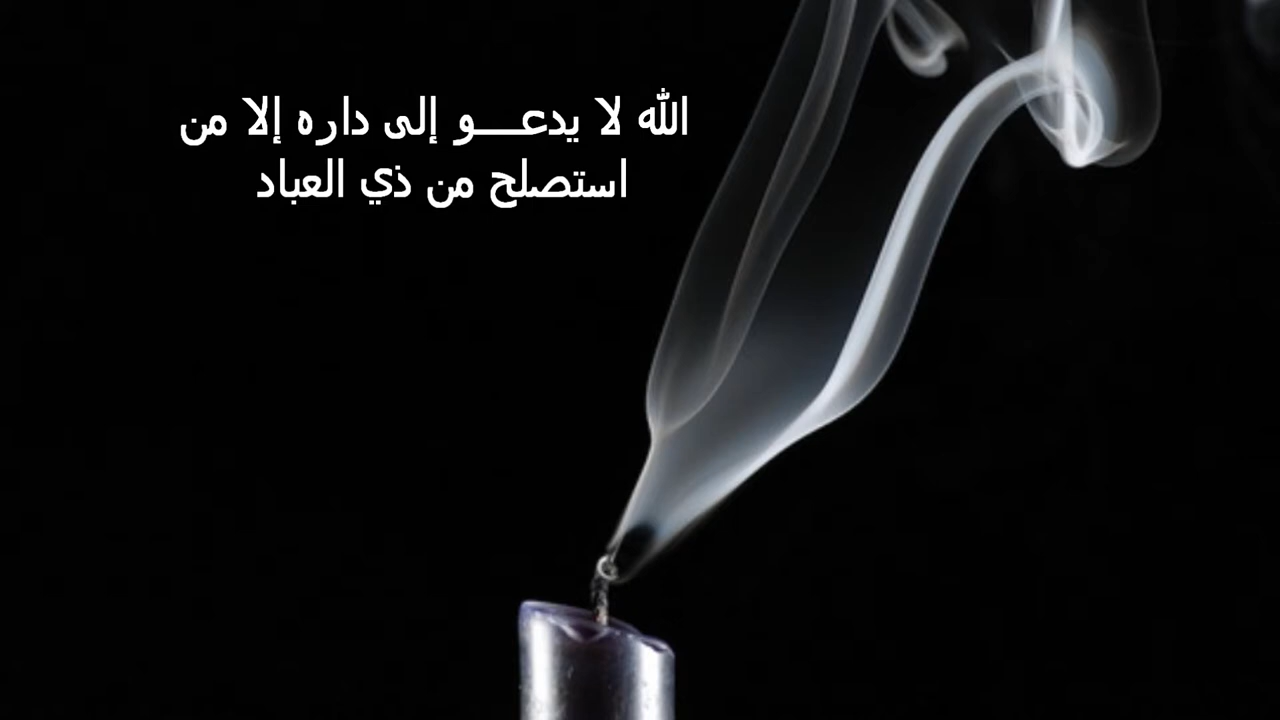 الله لا يدعـــو إلى داره إلا من
استصلح من ذي العباد